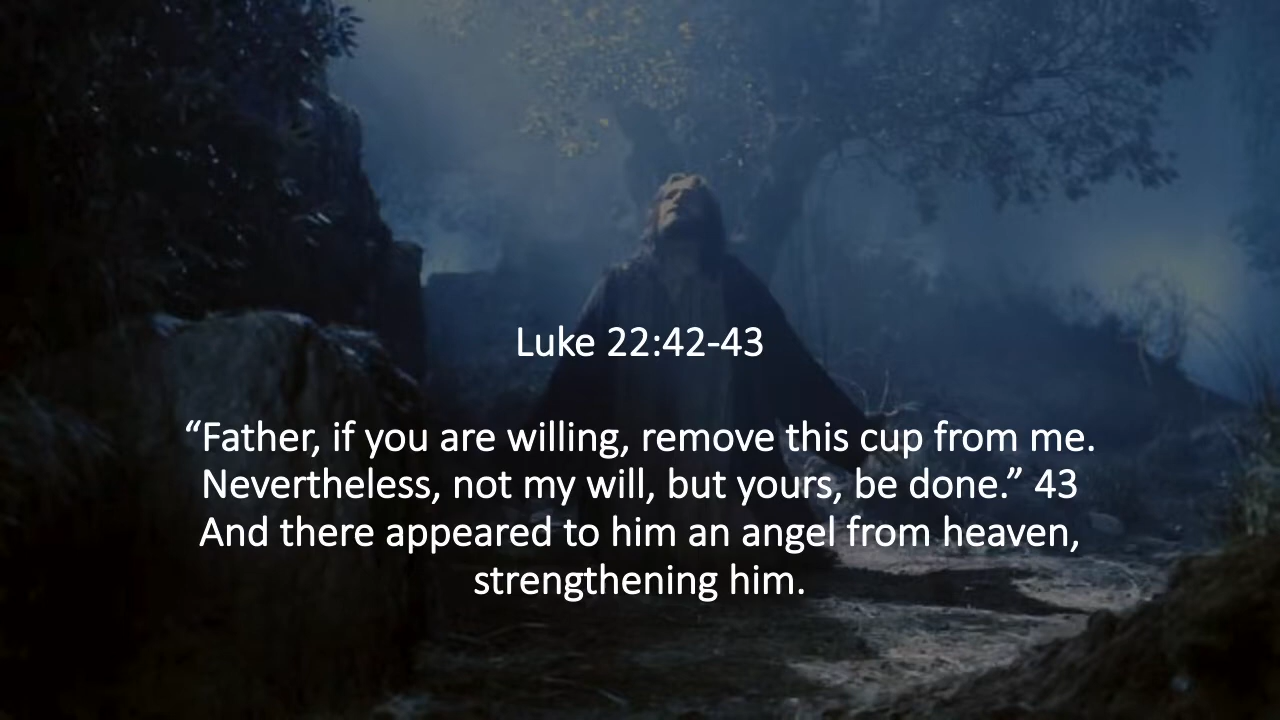 Luke 22:42-43
“Father, if you are willing, remove this cup from me.
Nevertheless, not my will, but yours, be done.” 43
And there appeared to him an angel from heaven,
strengthening him.